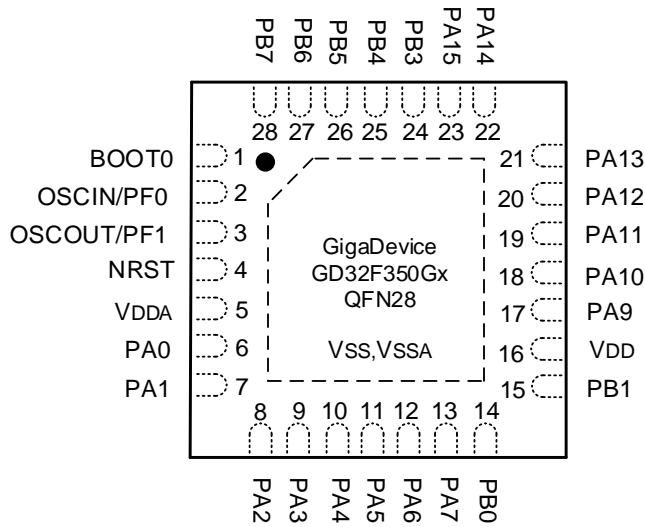 PB7 PB6 PB5 PB4 PB3 PA15 PA14
28 27 26 25 24 23 22
BOOT0 1 21 PA13
OSCIN/PF0 2 20 PA12
OSCOUT/PF1 3 19 PA11
NRST 4 18 PA10
VDDA 5 17 PA9
PA0 6 16 VDD
PA1 7 15 PB1
GigaDevice
GD32F350Gx
QFN28
VSS,VSSA
8 9 10 11 12 13 14
PA2 PA3 PA4 PA5 PA6 PA7 PB0